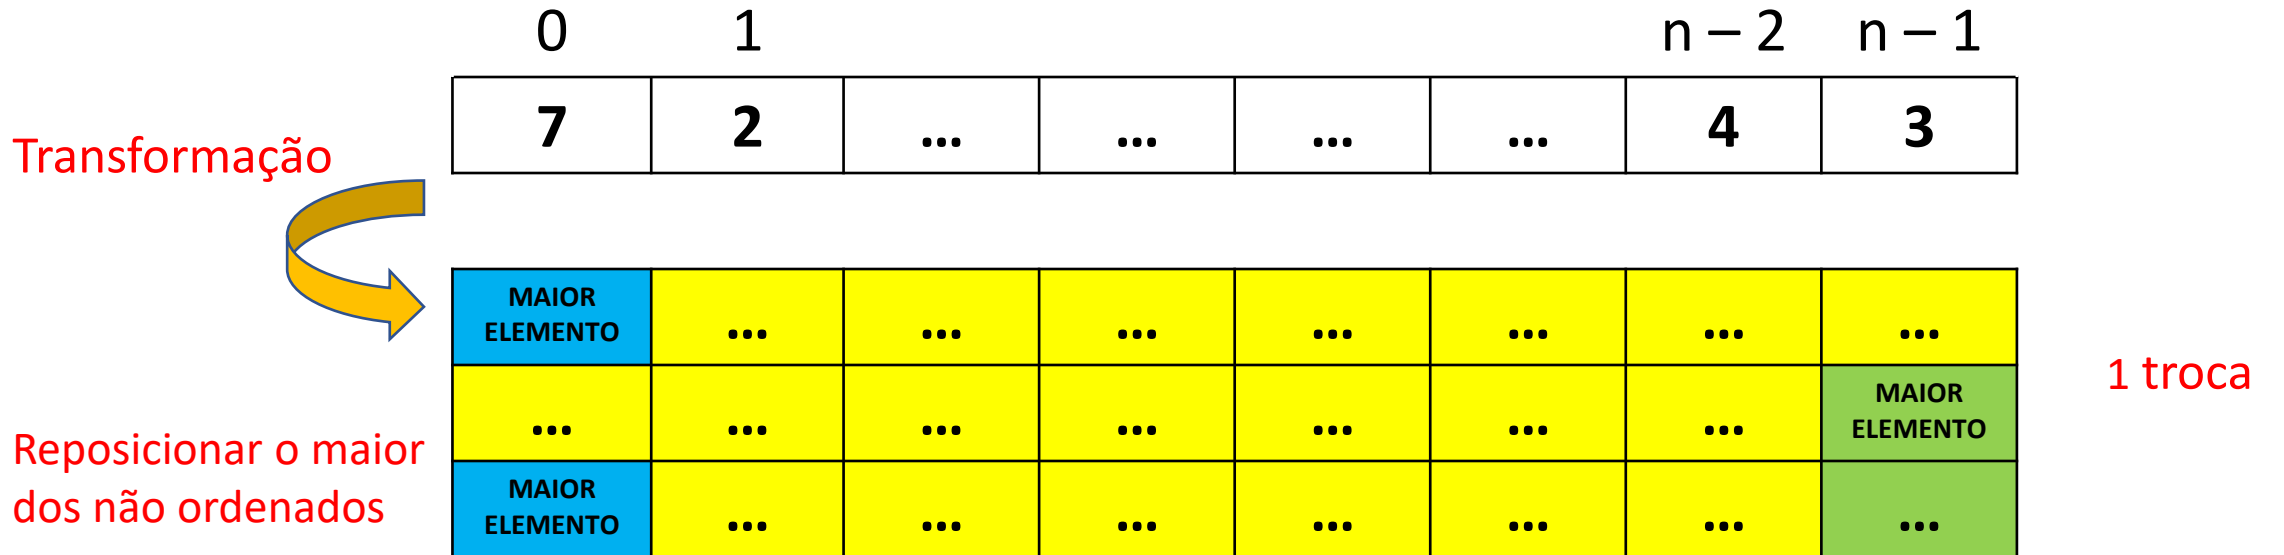 0 1 n – 2 n – 1
7 2 ... ... ... ... 4 3
Transformação
MAIOR
ELEMENTO ... ... ... ... ... ... ...
1 troca
... ... ... ... ... ... ... MAIOR
ELEMENTO
Reposicionar o maior
dos não ordenados
MAIOR
ELEMENTO ... ... ... ... ... ... ...